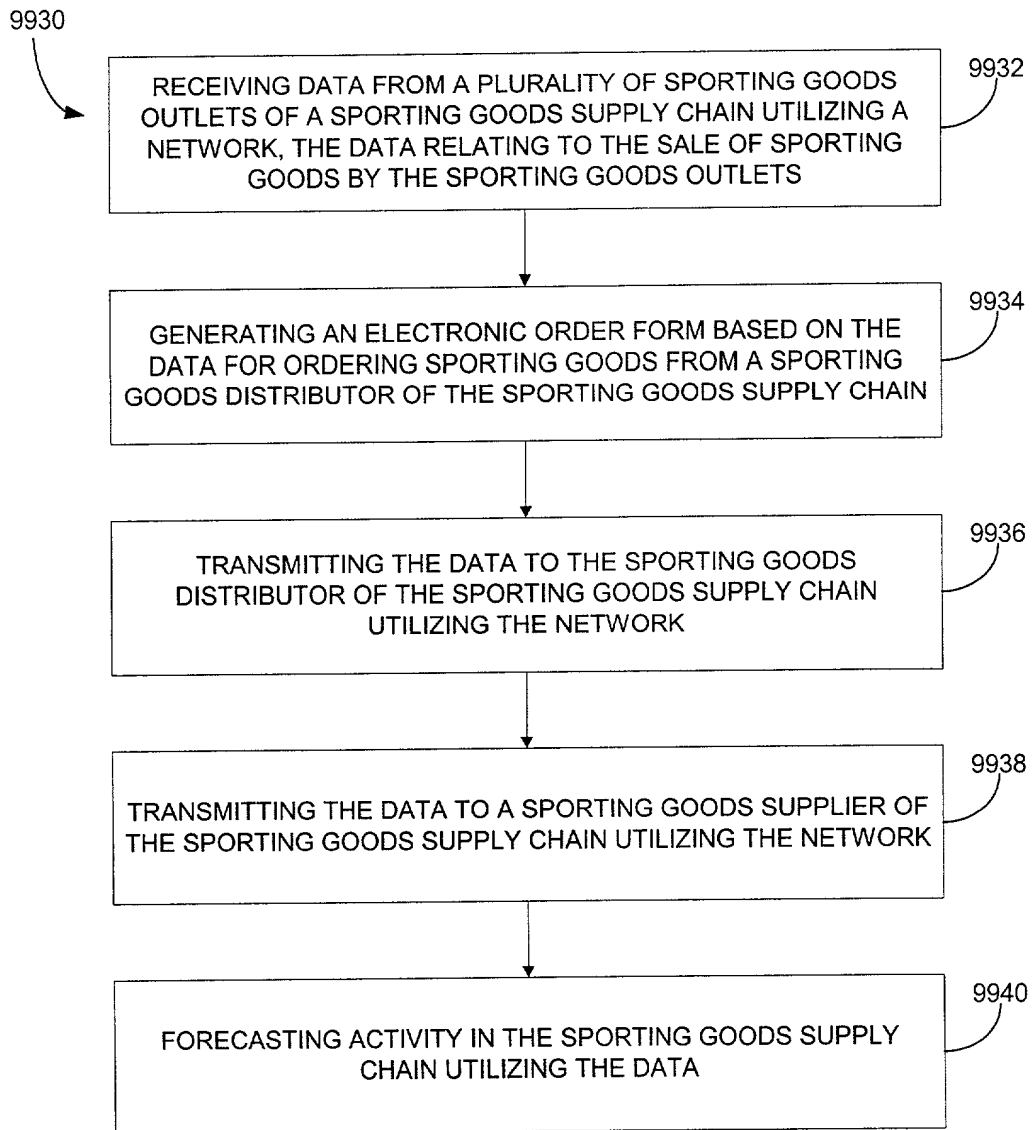 9930
RECEIVING DATA FROM A PLURALITY OF SPORTING GOODS
OUTLETS OF A SPORTING GOODS SUPPLY CHAIN UTILIZING A
NETWORK, THE DATA RELATING TO THE SALE OF SPORTING
GOODS BY THE SPORTING GOODS OUTLETS
9932
GENERATING AN ELECTRONIC ORDER FORM BASED ON THE
DATA FOR ORDERING SPORTING GOODS FROM A SPORTING
GOODS DISTRIBUTOR OF THE SPORTING GOODS SUPPLY CHAIN
9934
TRANSMITTING THE DATA TO THE SPORTING GOODS
DISTRIBUTOR OF THE SPORTING GOODS SUPPLY CHAIN
UTILIZING THE NETWORK
9936
TRANSMITTING THE DATA TO A SPORTING GOODS SUPPLIER OF
THE SPORTING GOODS SUPPLY CHAIN UTILIZING THE NETWORK
9938
FORECASTING ACTIVITY IN THE SPORTING GOODS SUPPLY
CHAIN UTILIZING THE DATA
9940